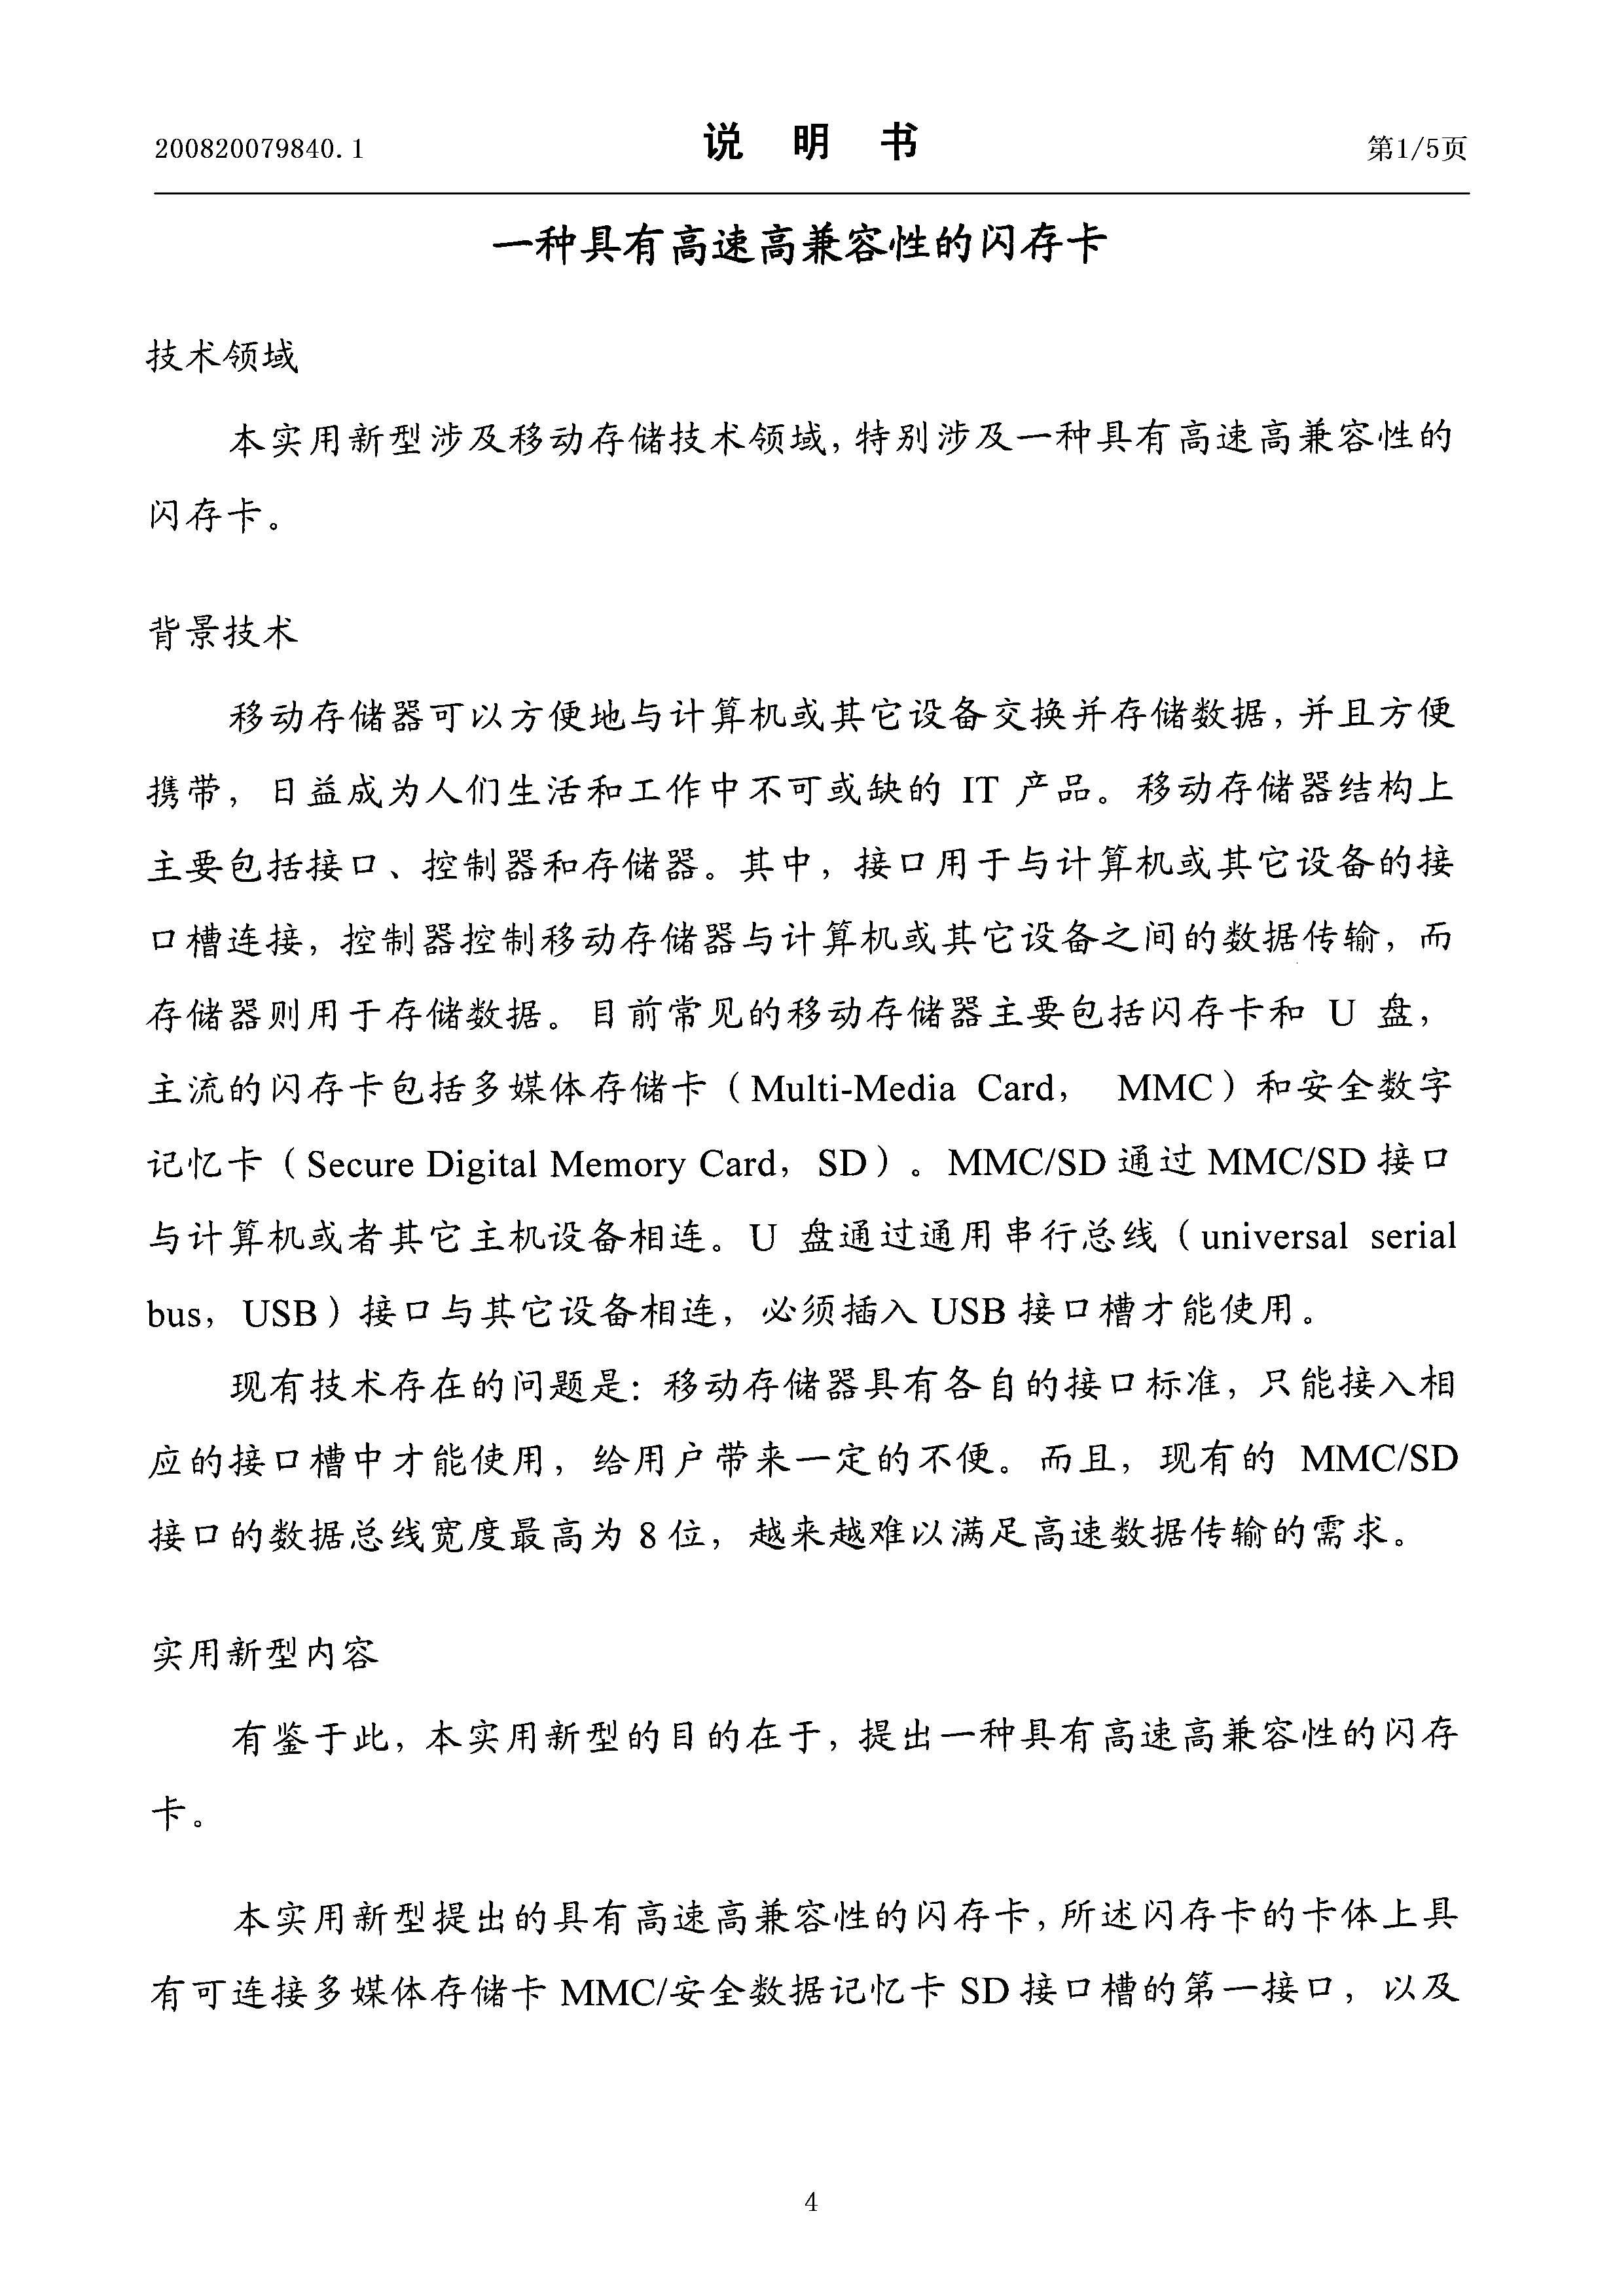 200820079840.1
说 明 书
第1/5页
一种具有高速高兼容性的闪存卡
技术领域
本实用新型涉及移动存储技术领域，特别涉及一种具有高速高兼容性的
闪存卡。
背景技术
移动存储器可以方便地与计算机或其它设备交换并存储数据，并且方便
携带，日益成为人们生活和工作中不可或缺的 IT 产品。移动存储器结构上
主要包括接口、控制器和存储器。其中，接口用于与计算机或其它设备的接
口槽连接，控制器控制移动存储器与计算机或其它设备之间的数据传输，而
存储器则用于存储数据。目前常见的移动存储器主要包括闪存卡和 U 盘，
主流的闪存卡包括多媒体存储卡（Multi-Media Card， MMC）和安全数字
记忆卡（Secure Digital Memory Card，SD）。MMC/SD 通过 MMC/SD 接口
与计算机或者其它主机设备相连。U 盘通过通用串行总线（universal serial
bus，USB）接口与其它设备相连，必须插入 USB 接口槽才能使用。
现有技术存在的问题是：移动存储器具有各自的接口标准，只能接入相
应的接口槽中才能使用，给用户带来一定的不便。而且，现有的 MMC/SD
接口的数据总线宽度最高为 8 位，越来越难以满足高速数据传输的需求。
实用新型内容
有鉴于此，本实用新型的目的在于，提出一种具有高速高兼容性的闪存
卡。
本实用新型提出的具有高速高兼容性的闪存卡，所述闪存卡的卡体上具
有可连接多媒体存储卡 MMC/安全数据记忆卡 SD 接口槽的第一接口，以及
4